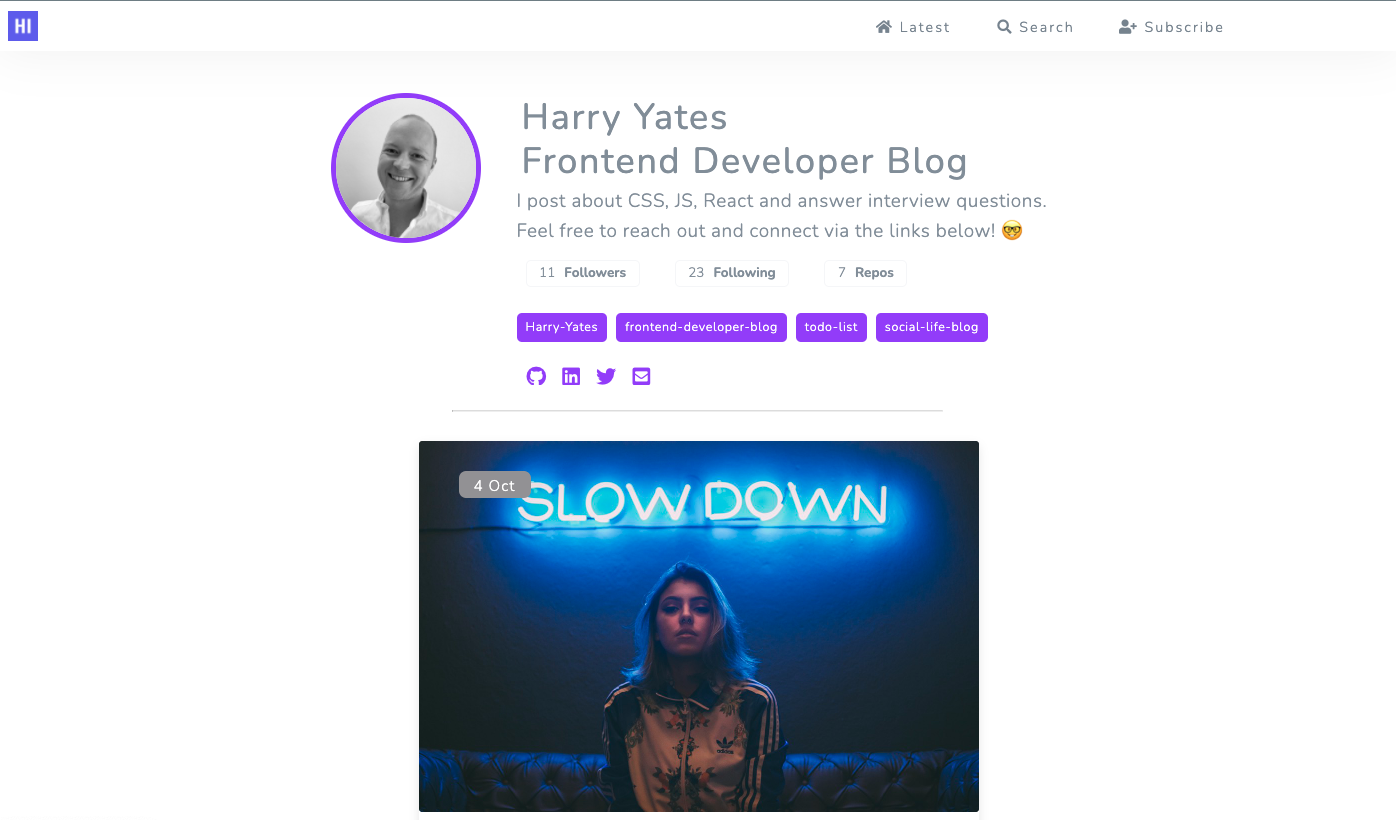 HI
Latest
Search
Subscribe
Harry Yates
Frontend Developer Blog
I post about CSS, JS, React and answer interview questions.
Feel free to reach out and connect via the links below! 🤓
11 Followers
23 Following
7 Repos
Harry-Yates
frontend-developer-blog
todo-list
social-life-blog
4 Oct
SLOW DOWN
adidas